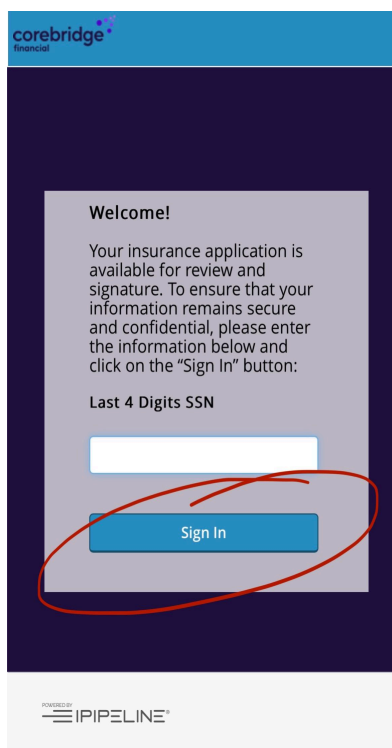 corebridge
financial
Welcome!
Your insurance application is
available for review and
signature. To ensure that your
information remains secure
and confidential, please enter
the information below and
click on the “Sign In” button:
Last 4 Digits SSN
Sign In
POWERED BY
IPIPELINE®